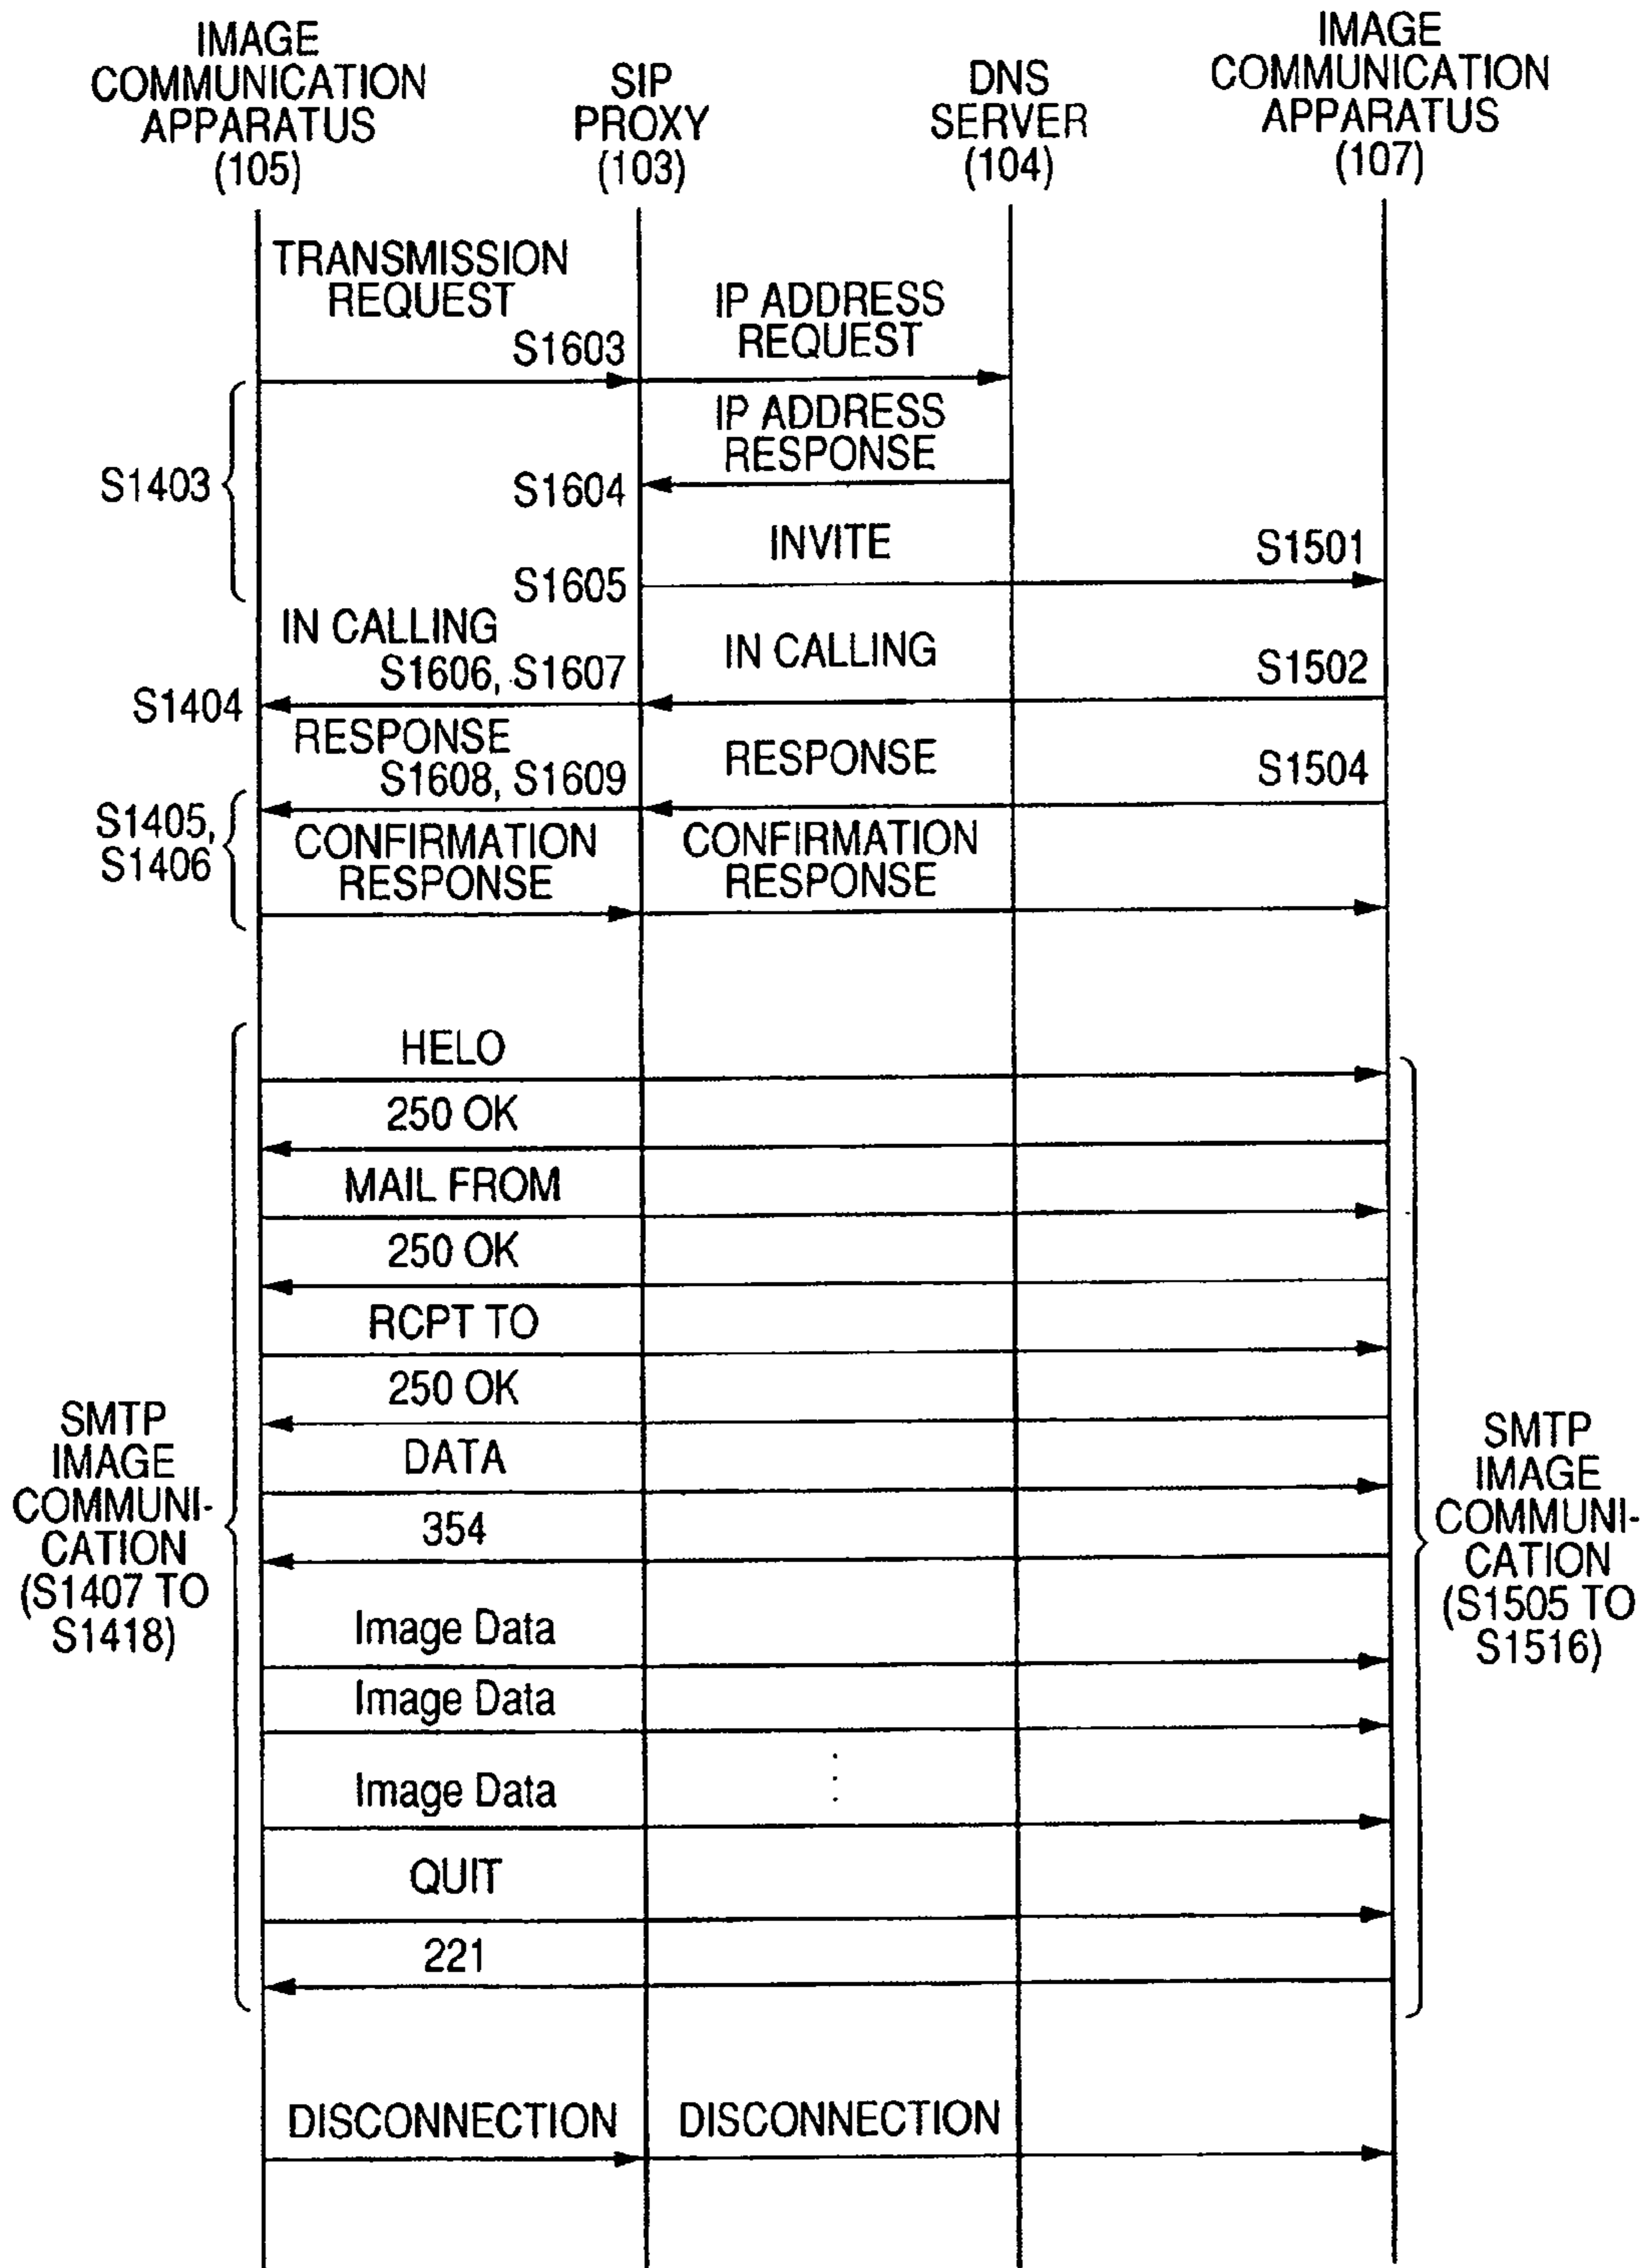 IMAGE
COMMUNICATION
APPARATUS
(105)
SIP
PROXY
(103)
DNS
SERVER
(104)
IMAGE
COMMUNICATION
APPARATUS
(107)
TRANSMISSION
REQUEST
S1603
IP ADDRESS
REQUEST
S1403
IP ADDRESS
RESPONSE
S1604
INVITE
S1605
S1501
IN CALLING
S1606, S1607
IN CALLING
S1502
S1404
RESPONSE
S1608, S1609
RESPONSE
S1504
S1405,
S1406
CONFIRMATION
RESPONSE
CONFIRMATION
RESPONSE
HELO
250 OK
MAIL FROM
250 OK
RCPT TO
250 OK
DATA
354
Image Data
Image Data
Image Data
QUIT
221
SMTP
IMAGE
COMMUNI-
CATION
(S1407 TO
S1418)
SMTP
IMAGE
COMMUNI-
CATION
(S1505 TO
S1516)
DISCONNECTION
DISCONNECTION